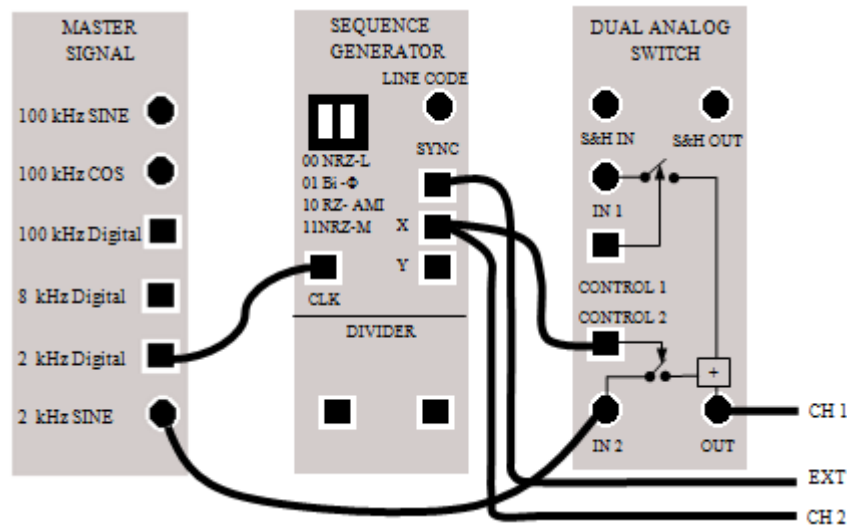 MASTER
SIGNAL
100 kHz SINE
100 kHz COS
100 kHz Digital
8 kHz Digital
2 kHz Digital
2 kHz SINE
SEQUENCE
GENERATOR
LINE CODE
SYNC
00 NRZ-L
01 Bi -Φ
10 RZ- AMI
11NRZ-M
X
Y
CLK
DIVIDER
DUAL ANALOG
SWITCH
S&H IN
S&H OUT
IN 1
CONTROL 1
CONTROL 2
+
IN 2
OUT
CH 1
EXT
CH 2